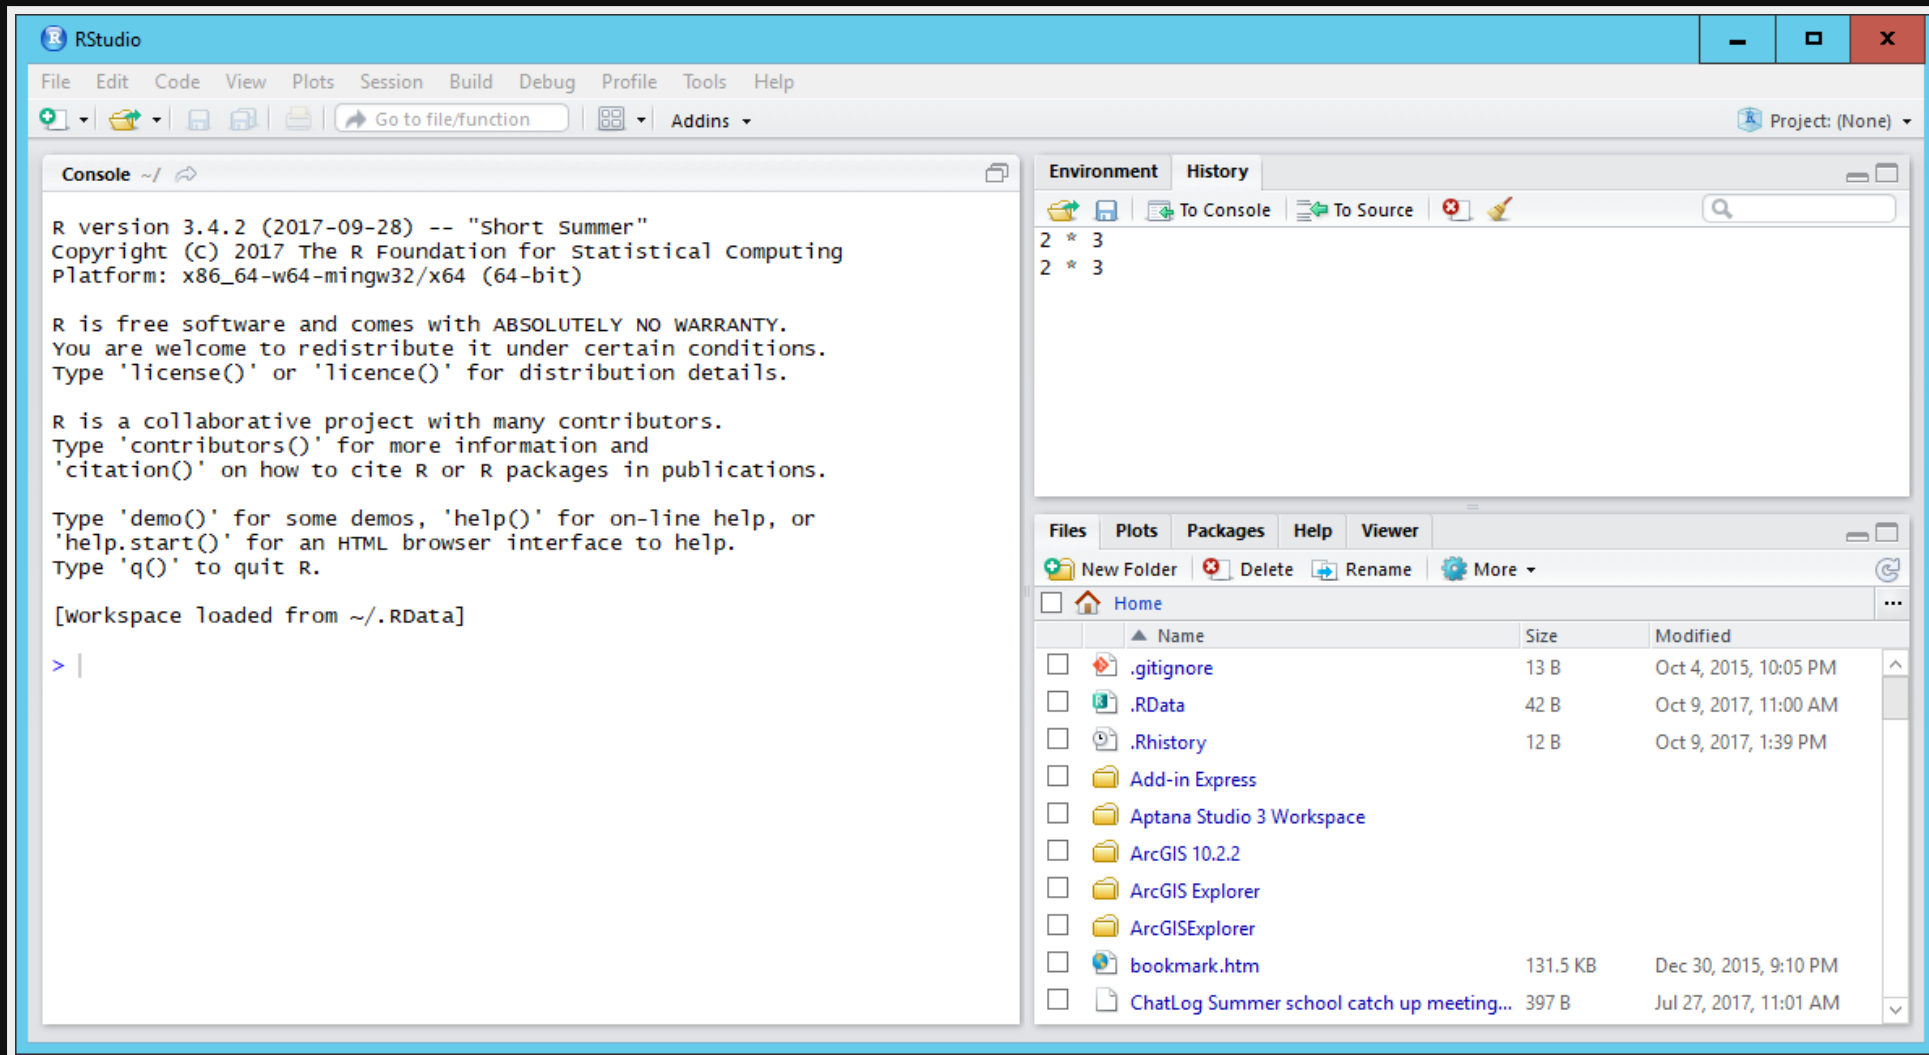 RStudio
File Edit Code View Plots Session Build Debug Profile Tools Help
Go to file/function Addins Project: (None)
Console ~/
R version 3.4.2 (2017-09-28) -- "Short Summer"
Copyright (C) 2017 The R Foundation for Statistical Computing
Platform: x86_64-w64-mingw32/x64 (64-bit)
R is free software and comes with ABSOLUTELY NO WARRANTY.
You are welcome to redistribute it under certain conditions.
Type 'license()' or 'licence()' for distribution details.
R is a collaborative project with many contributors.
Type 'contributors()' for more information and
'citation()' on how to cite R or R packages in publications.
Type 'demo()' for some demos, 'help()' for on-line help, or
'help.start()' for an HTML browser interface to help.
Type 'q()' to quit R.
[Workspace loaded from ~/.RData]
>
Environment History
To Console To Source
2 * 3
2 * 3
Files Plots Packages Help Viewer
New Folder Delete Rename More
Home ...
Name Size Modified
.gitignore 13 B Oct 4, 2015, 10:05 PM
.RData 42 B Oct 9, 2017, 11:00 AM
.Rhistory 12 B Oct 9, 2017, 1:39 PM
Add-in Express
Aptana Studio 3 Workspace
ArcGIS 10.2.2
ArcGIS Explorer
ArcGISExplorer
bookmark.htm 131.5 KB Dec 30, 2015, 9:10 PM
ChatLog Summer school catch up meeting... 397 B Jul 27, 2017, 11:01 AM